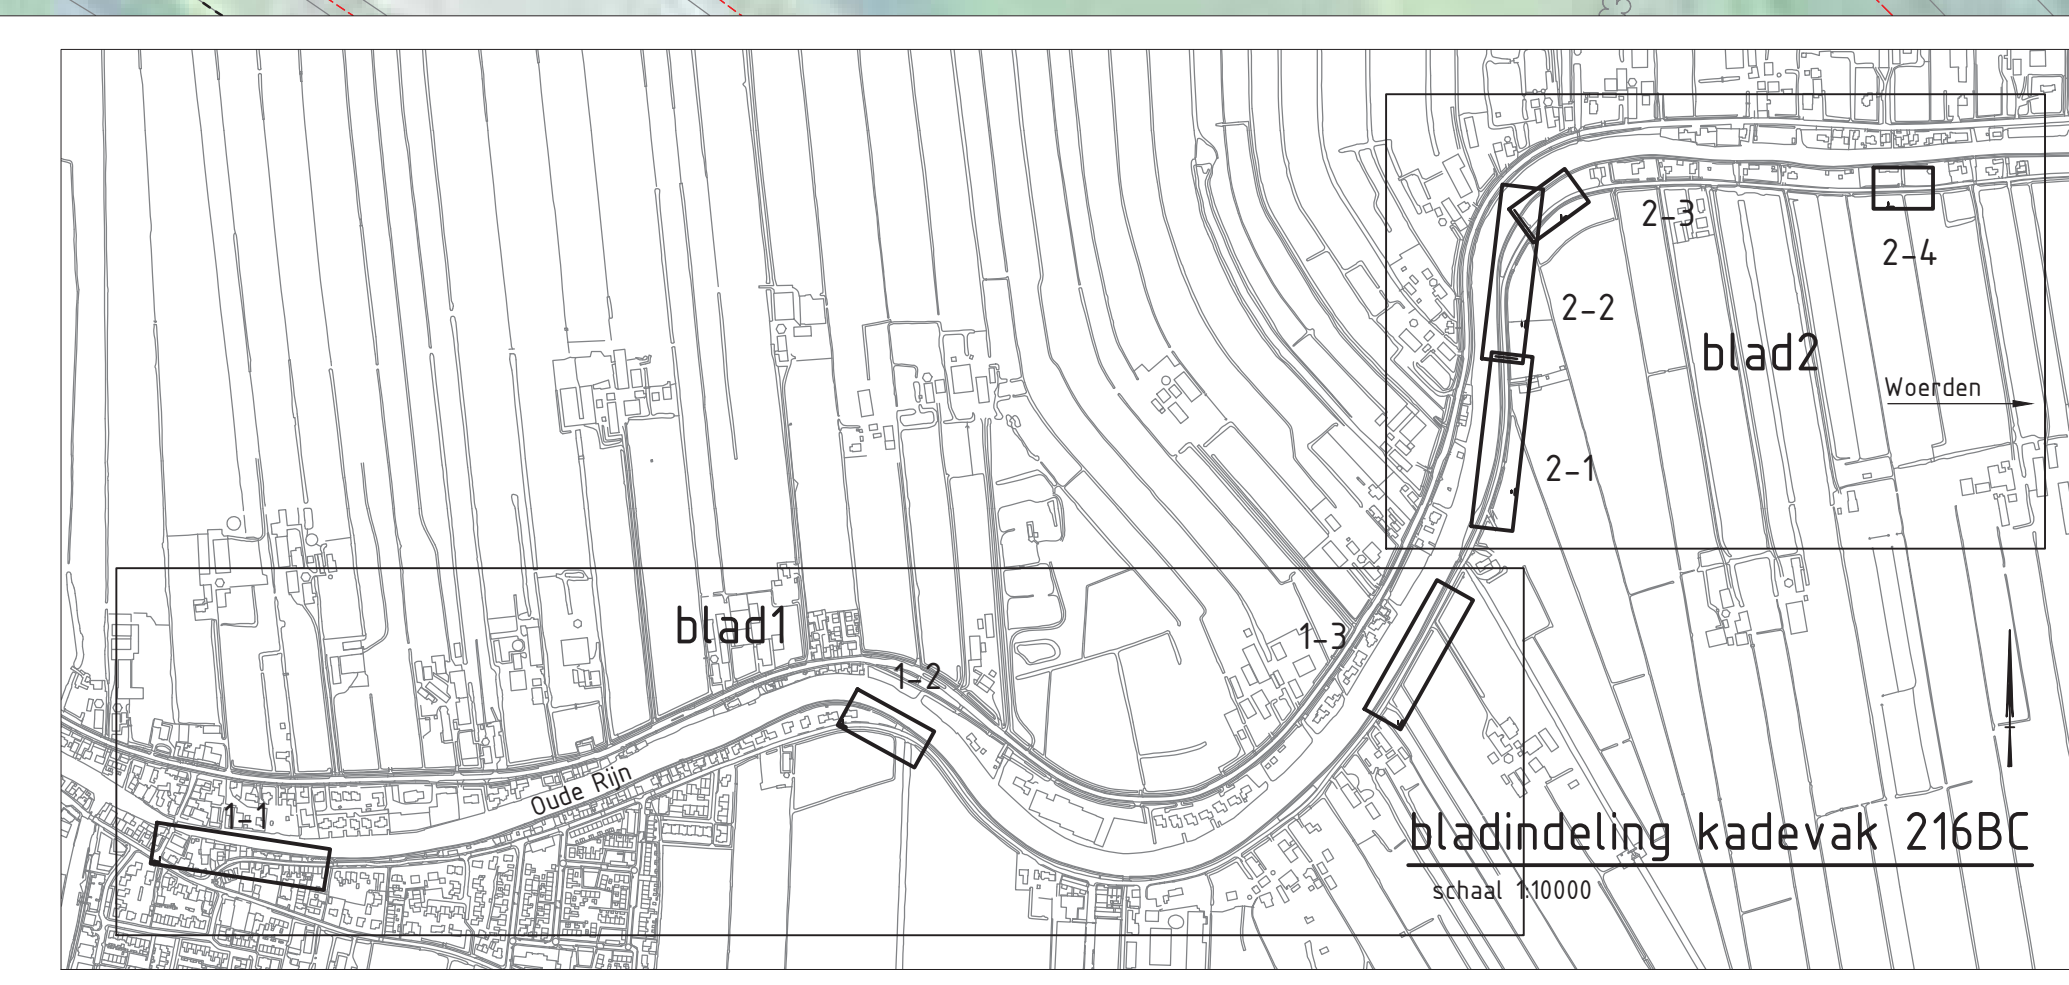 2-3
2-4
2-2
blad2
Woerden
2-1
blad1
1-3
1-2
Oude Rijn
1-1
bladindeling kadevak 216BC
schaal 1:10000